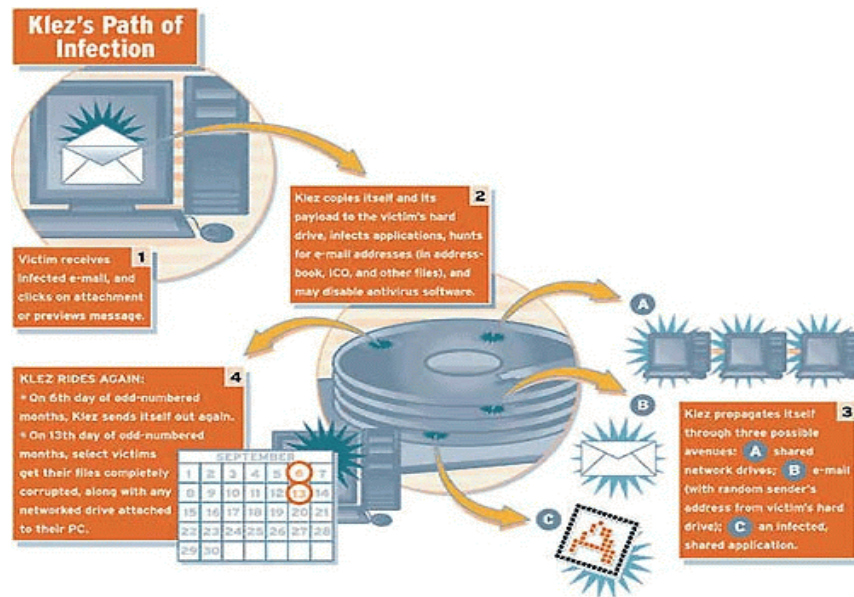 Klez's Path of
Infection
1
Victim receives
infected e-mail, and
clicks on attachment
or previews message.
2
Klez copies itself and its
payload to the victim's hard
drive, infects applications, hunts
for e-mail addresses (in address-
book, ICQ, and other files), and
may disable antivirus software.
A
B
C
3
Klez propagates itself
through three possible
avenues: A shared
network drives; B e-mail
(with random sender's
address from victim's hard
drive); C an infected,
shared application.
4
KLEZ RIDES AGAIN:
* On 6th day of odd-numbered
months, Klez sends itself out again.
* On 13th day of odd-numbered
months, select victims
get their files completely
corrupted, along with any
networked drive attached
to their PC.
SEPTEMBER
1 2 3 4 5 6 7
8 9 10 11 12 13 14
15 16 17 18 19 20 21
22 23 24 25 26 27 28
29 30
A